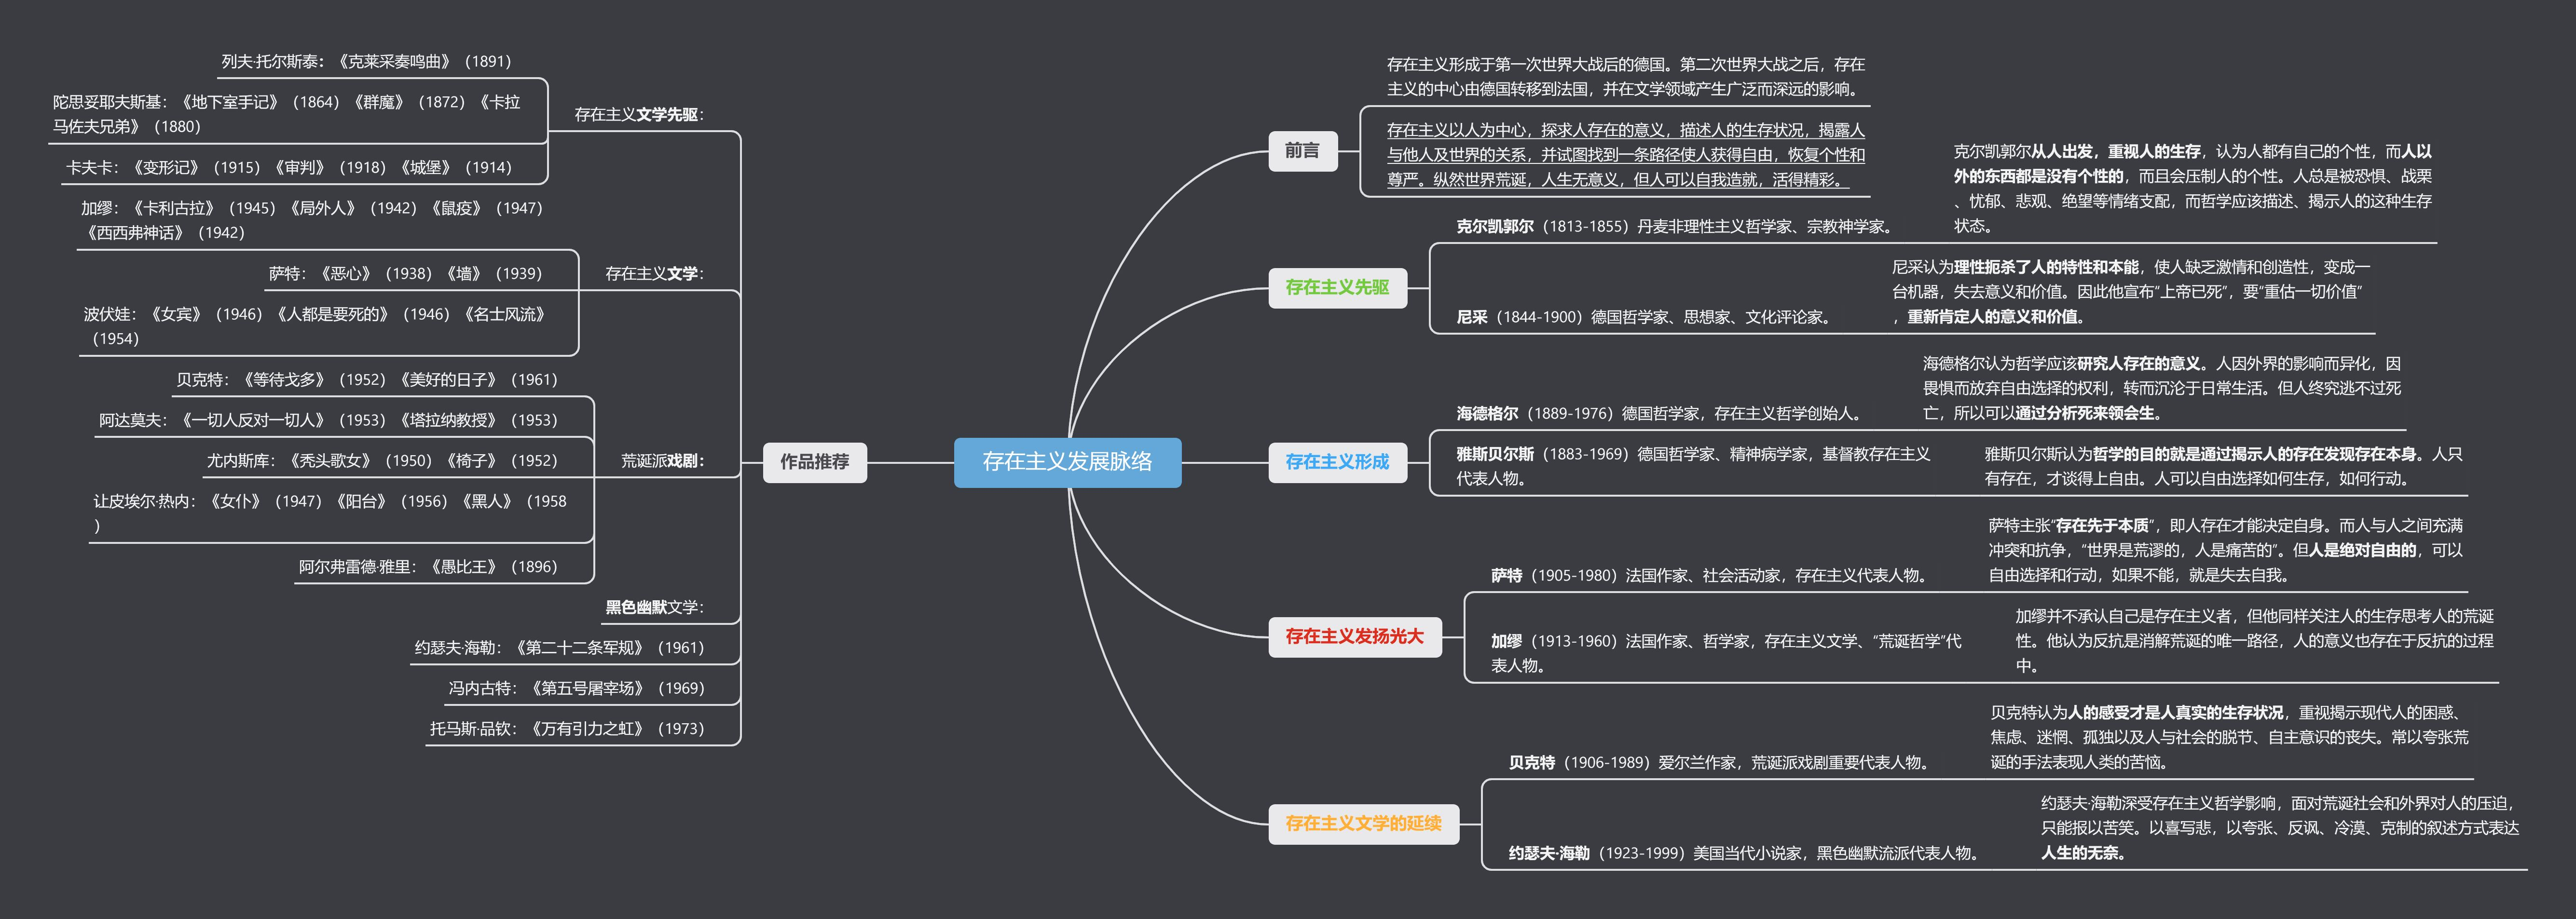 存在主义发展脉络
前言
存在主义形成于第一次世界大战后的德国。第二次世界大战之后，存在
主义的中心由德国转移到法国，并在文学领域产生广泛而深远的影响。
存在主义以人为中心，探求人存在的意义，描述人的生存状况，揭露人
与他人及世界的关系，并试图找到一条路径使人获得自由，恢复个性和
尊严。纵然世界荒诞，人生无意义，但人可以自我造就，活得精彩。
存在主义先驱
克尔凯郭尔（1813-1855）丹麦非理性主义哲学家、宗教神学家。
克尔凯郭尔从人出发，重视人的生存，认为人都有自己的个性，而人以
外的东西都是没有个性的，而且会压制人的个性。人总是被恐惧、战栗
、忧郁、悲观、绝望等情绪支配，而哲学应该描述、揭示人的这种生存
状态。
尼采（1844-1900）德国哲学家、思想家、文化评论家。
尼采认为理性扼杀了人的特性和本能，使人缺乏激情和创造性，变成一
台机器，失去意义和价值。因此他宣布“上帝已死”，要“重估一切价值”
，重新肯定人的意义和价值。
存在主义形成
海德格尔（1889-1976）德国哲学家，存在主义哲学创始人。
海德格尔认为哲学应该研究人存在的意义。人因外界的影响而异化，因
畏惧而放弃自由选择的权利，转而沉沦于日常生活。但人终究逃不过死
亡，所以可以通过分析死来领会生。
雅斯贝尔斯（1883-1969）德国哲学家、精神病学家，基督教存在主义
代表人物。
雅斯贝尔斯认为哲学的目的就是通过揭示人的存在发现存在本身。人只
有存在，才谈得上自由。人可以自由选择如何生存，如何行动。
存在主义发扬光大
萨特（1905-1980）法国作家、社会活动家，存在主义代表人物。
萨特主张“存在先于本质”，即人存在才能决定自身。而人与人之间充满
冲突和抗争，“世界是荒谬的，人是痛苦的”。但人是绝对自由的，可以
自由选择和行动，如果不能，就是失去自我。
加缪（1913-1960）法国作家、哲学家，存在主义文学、“荒诞哲学”代
表人物。
加缪并不承认自己是存在主义者，但他同样关注人的生存思考人的荒诞
性。他认为反抗是消解荒诞的唯一路径，人的意义也存在于反抗的过程
中。
存在主义文学的延续
贝克特（1906-1989）爱尔兰作家，荒诞派戏剧重要代表人物。
贝克特认为人的感受才是人真实的生存状况，重视揭示现代人的困惑、
焦虑、迷惘、孤独以及人与社会的脱节、自主意识的丧失。常以夸张荒
诞的手法表现人类的苦恼。
约瑟夫·海勒（1923-1999）美国当代小说家，黑色幽默流派代表人物。
约瑟夫·海勒深受存在主义哲学影响，面对荒诞社会和外界对人的压迫，
只能报以苦笑。以喜写悲，以夸张、反讽、冷漠、克制的叙述方式表达
人生的无奈。
作品推荐
存在主义文学先驱：
列夫·托尔斯泰：《克莱采奏鸣曲》（1891）
陀思妥耶夫斯基：《地下室手记》（1864）《群魔》（1872）《卡拉
马佐夫兄弟》（1880）
卡夫卡：《变形记》（1915）《审判》（1918）《城堡》（1914）
存在主义文学：
加缪：《卡利古拉》（1945）《局外人》（1942）《鼠疫》（1947）
《西西弗神话》（1942）
萨特：《恶心》（1938）《墙》（1939）
波伏娃：《女宾》（1946）《人都是要死的》（1946）《名士风流》
（1954）
荒诞派戏剧：
贝克特：《等待戈多》（1952）《美好的日子》（1961）
阿达莫夫：《一切人反对一切人》（1953）《塔拉纳教授》（1953）
尤内斯库：《秃头歌女》（1950）《椅子》（1952）
让皮埃尔·热内：《女仆》（1947）《阳台》（1956）《黑人》（1958
）
阿尔弗雷德·雅里：《愚比王》（1896）
黑色幽默文学：
约瑟夫·海勒：《第二十二条军规》（1961）
冯内古特：《第五号屠宰场》（1969）
托马斯·品钦：《万有引力之虹》（1973）